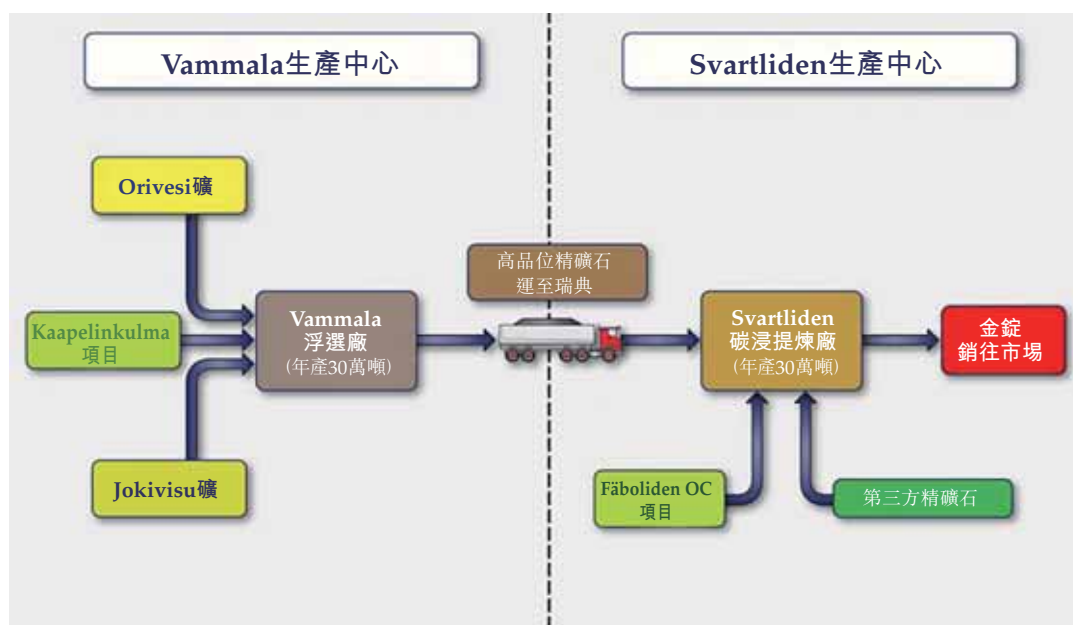 Vammala生產中心
Svartliden生產中心
Orivesi礦
高品位精礦石
運至瑞典
Kaapelinkulma
項目
Vammala
浮選廠
(年產30萬噸)
Svartliden
碳浸提煉廠
(年產30萬噸)
金錠
銷往市場
Jokivisu礦
Fäboliden OC
項目
第三方精礦石